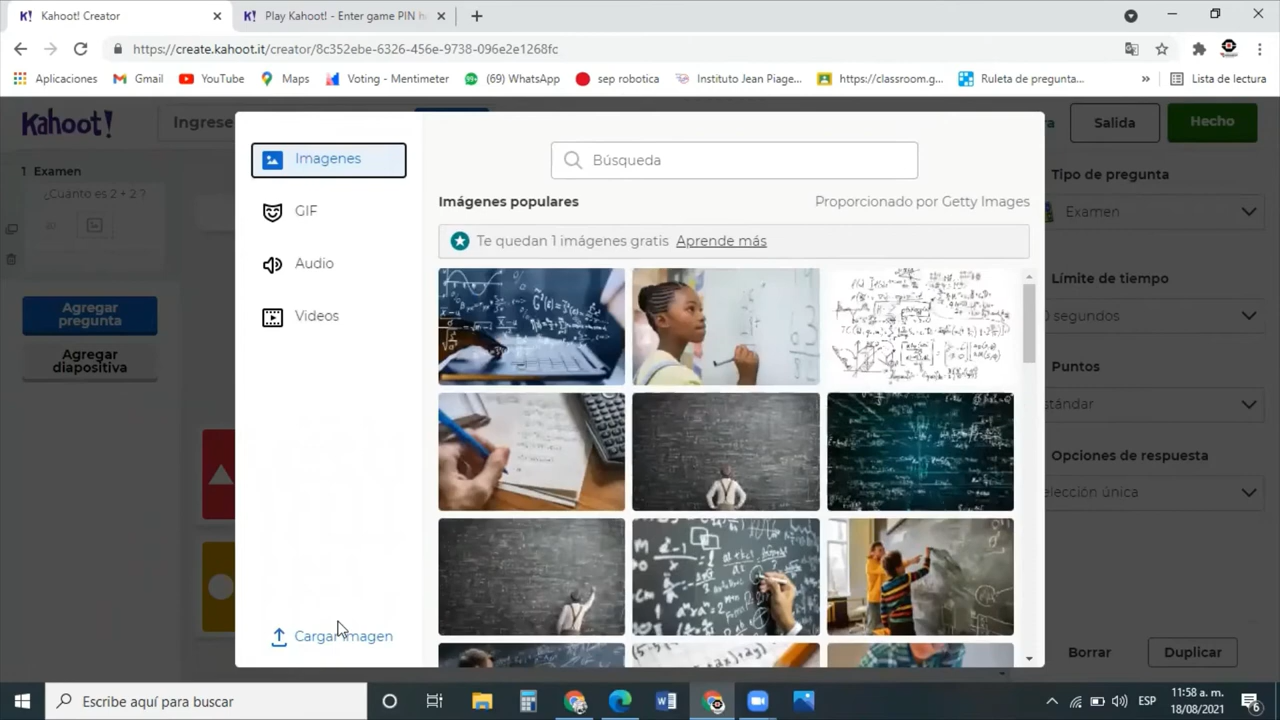 Kahoot! Creator
Play Kahoot! - Enter game PIN h
https://create.kahoot.it/creator/8c352ebe-6326-456e-9738-096e2e1268fc
Aplicaciones
Gmail
YouTube
Maps
Voting - Mentimeter
(69) WhatsApp
sep robotica
Instituto Jean Piage...
https://classroom.g...
Ruleta de pregunta...
»
Lista de lectura
Kahoot!
Ingrese
Salida
Hecho
1 Examen
¿Cuánto es 2 + 2 ?
Agregar
pregunta
Agregar
diapositiva
Imagenes
GIF
Audio
Videos
Cargar imagen
Búsqueda
Imágenes populares
Proporcionado por Getty Images
Te quedan 1 imágenes gratis Aprende más
Tipo de pregunta
Examen
Límite de tiempo
segundos
Puntos
stándar
Opciones de respuesta
elección única
Borrar
Duplicar
Escribe aquí para buscar
ESP
11:58 a. m.
18/08/2021
6